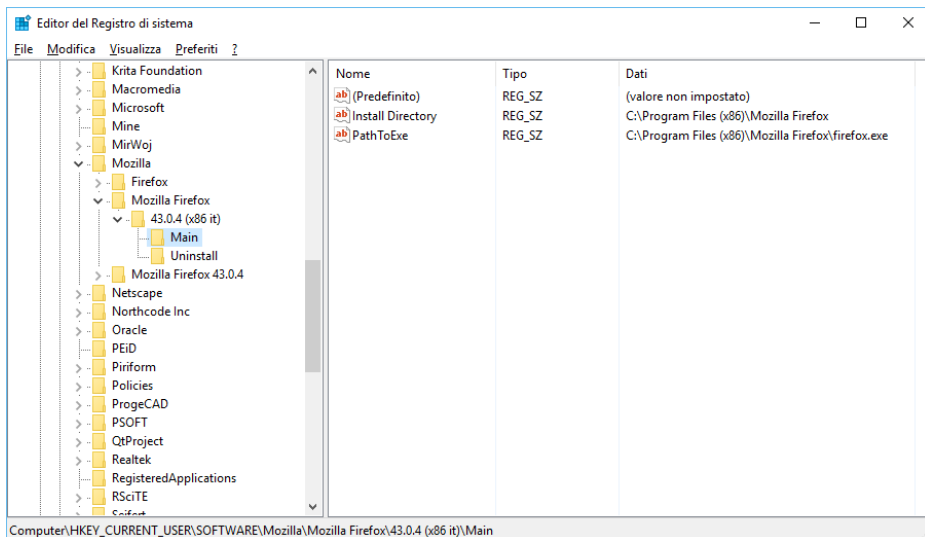 Editor del Registro di sistema
File Modifica Visualizza Preferiti ?
Krita Foundation
Macromedia
Microsoft
Mine
MirWoj
Mozilla
Firefox
Mozilla Firefox
43.0.4 (x86 it)
Main
Uninstall
Mozilla Firefox 43.0.4
Netscape
Northcode Inc
Oracle
PEiD
Piriform
Policies
ProgeCAD
PSOFT
QtProject
Realtek
RegisteredApplications
RSciTE
Seifert
Nome Tipo Dati
ab (Predefinito) REG_SZ (valore non impostato)
ab Install Directory REG_SZ C:\Program Files (x86)\Mozilla Firefox
ab PathToExe REG_SZ C:\Program Files (x86)\Mozilla Firefox\firefox.exe
Computer\HKEY_CURRENT_USER\SOFTWARE\Mozilla\Mozilla Firefox\43.0.4 (x86 it)\Main